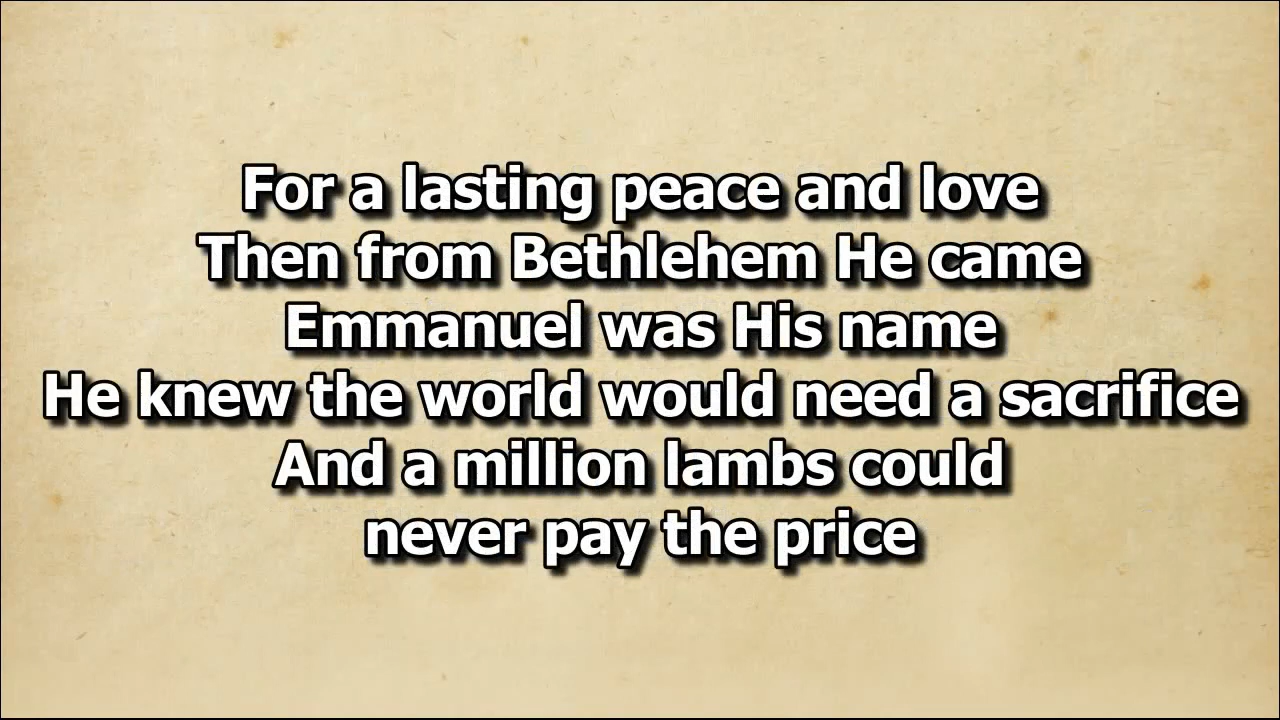 For a lasting peace and love
Then from Bethlehem He came
Emmanuel was His name
He knew the world would need a sacrifice
And a million lambs could
never pay the price